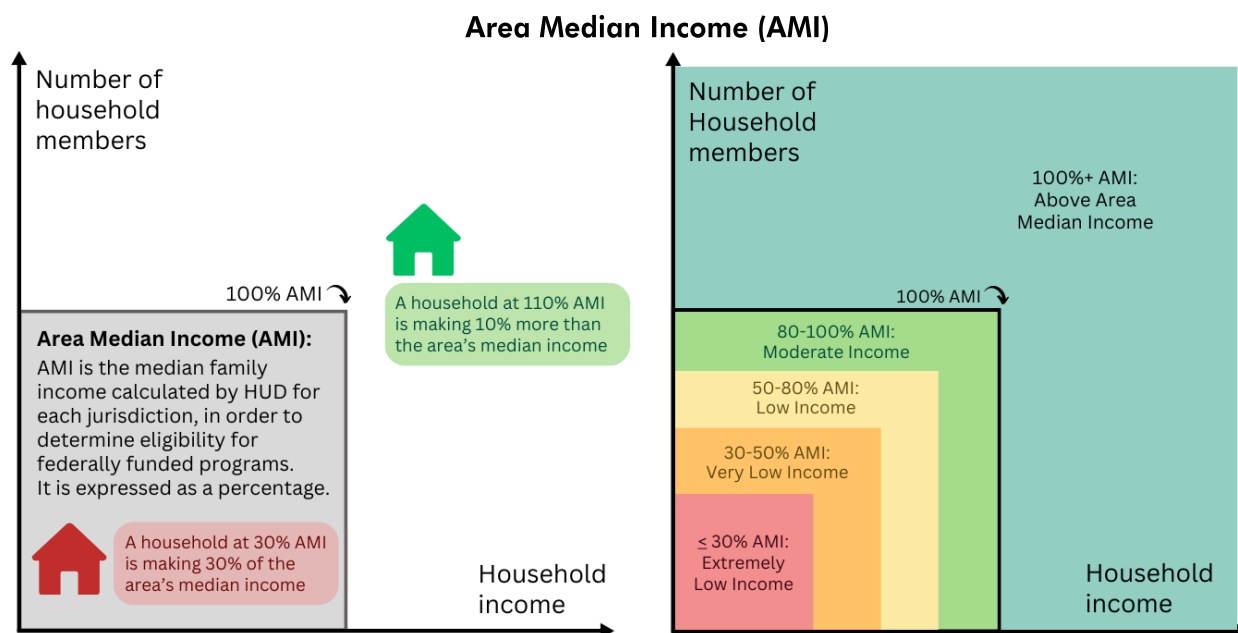 Area Median Income (AMI)
Number of
household
members
100% AMI
A household at 110% AMI
is making 10% more than
the area's median income
Area Median Income (AMI):
AMI is the median family
income calculated by HUD for
each jurisdiction, in order to
determine eligibility for
federally funded programs.
It is expressed as a percentage.
A household at 30% AMI
is making 30% of the
area's median income
Household
income
Number of
Household
members
100%+ AMI:
Above Area
Median Income
100% AMI
80-100% AMI:
Moderate Income
50-80% AMI:
Low Income
30-50% AMI:
Very Low Income
≤ 30% AMI:
Extremely
Low Income
Household
income